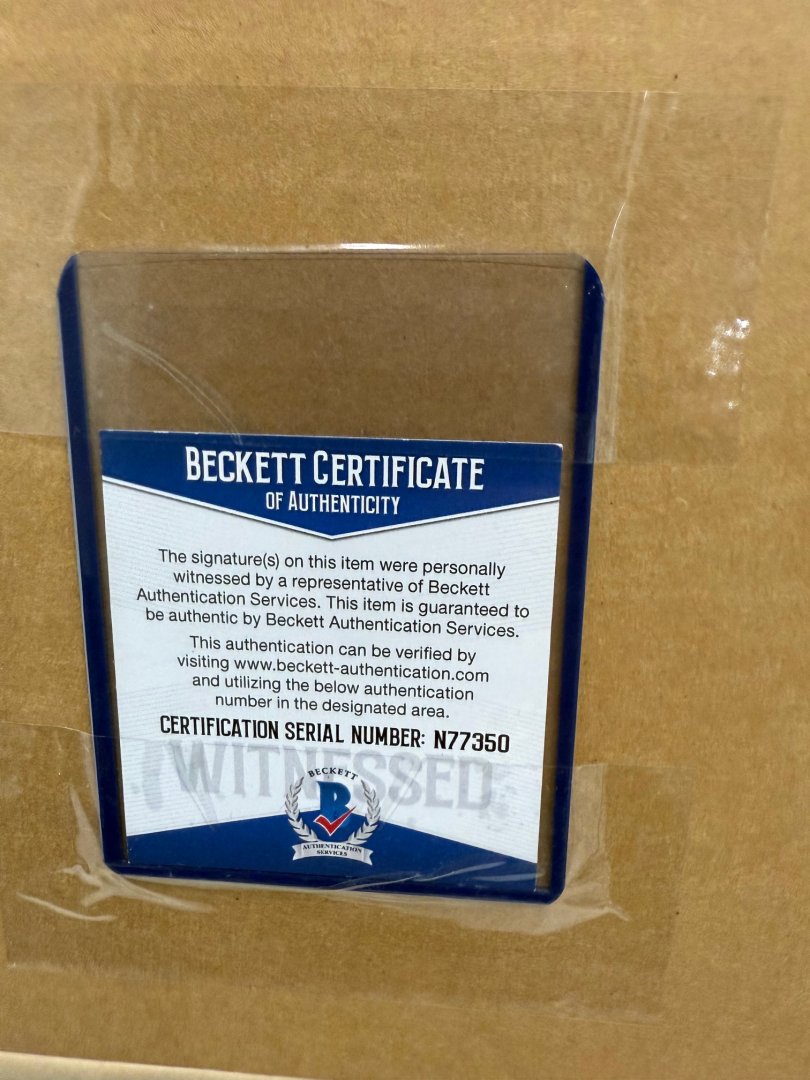 BECKETT CERTIFICATE
OF AUTHENTICITY
The signature(s) on this item were personally
witnessed by a representative of Beckett
Authentication Services. This item is guaranteed to
be authentic by Beckett Authentication Services.
This authentication can be verified by
visiting www.beckett-authentication.com
and utilizing the below authentication
number in the designated area.
CERTIFICATION SERIAL NUMBER: N77350
WITNESSED
BECKETT
B
AUTHENTICATION
SERVICES